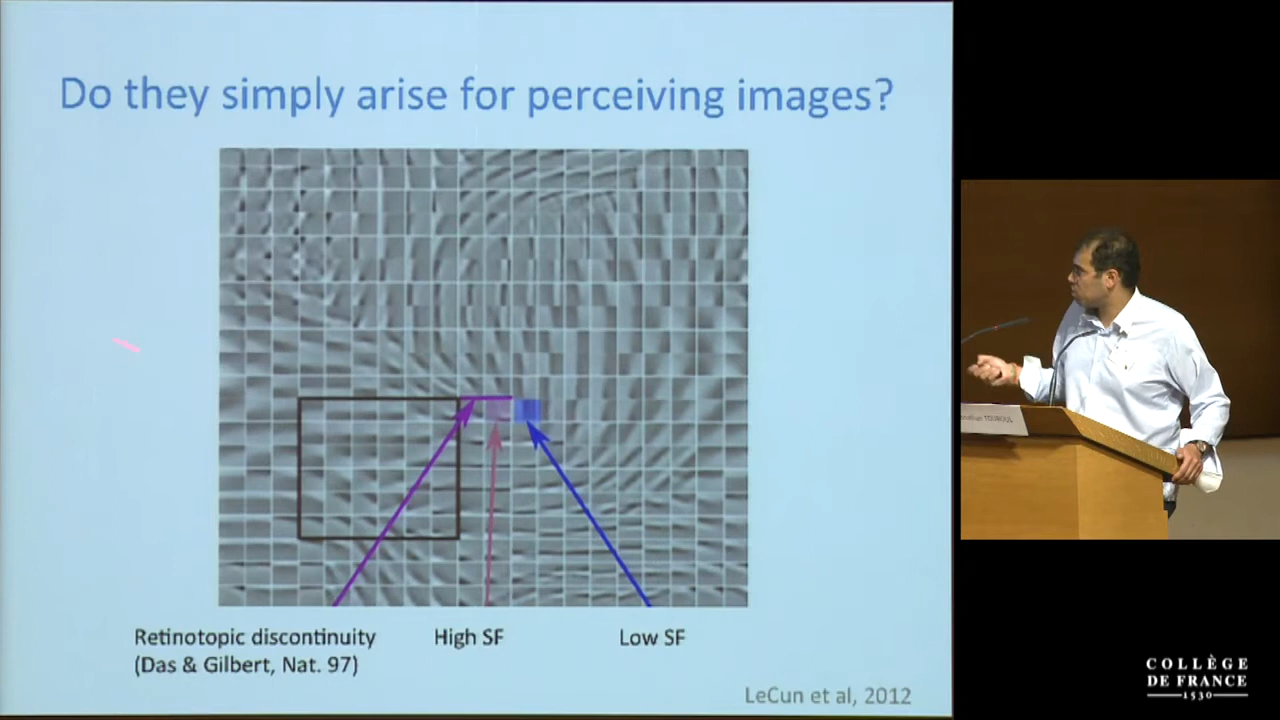 Do they simply arise for perceiving images?
Retinotopic discontinuity
(Das & Gilbert, Nat. 97)
High SF
Low SF
LeCun et al, 2012
TOUBOUL
COLLÈGE
DE FRANCE
1530